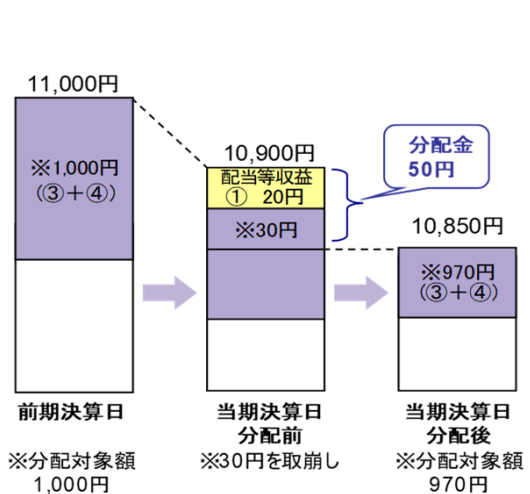 11,000円
※1,000円
(③＋④)
前期決算日
※分配対象額
1,000円
10,900円
配当等収益
① 20円
※30円
当期決算日
分配前
※30円を取崩し
分配金
50円
10,850円
※970円
(③＋④)
当期決算日
分配後
※分配対象額
970円